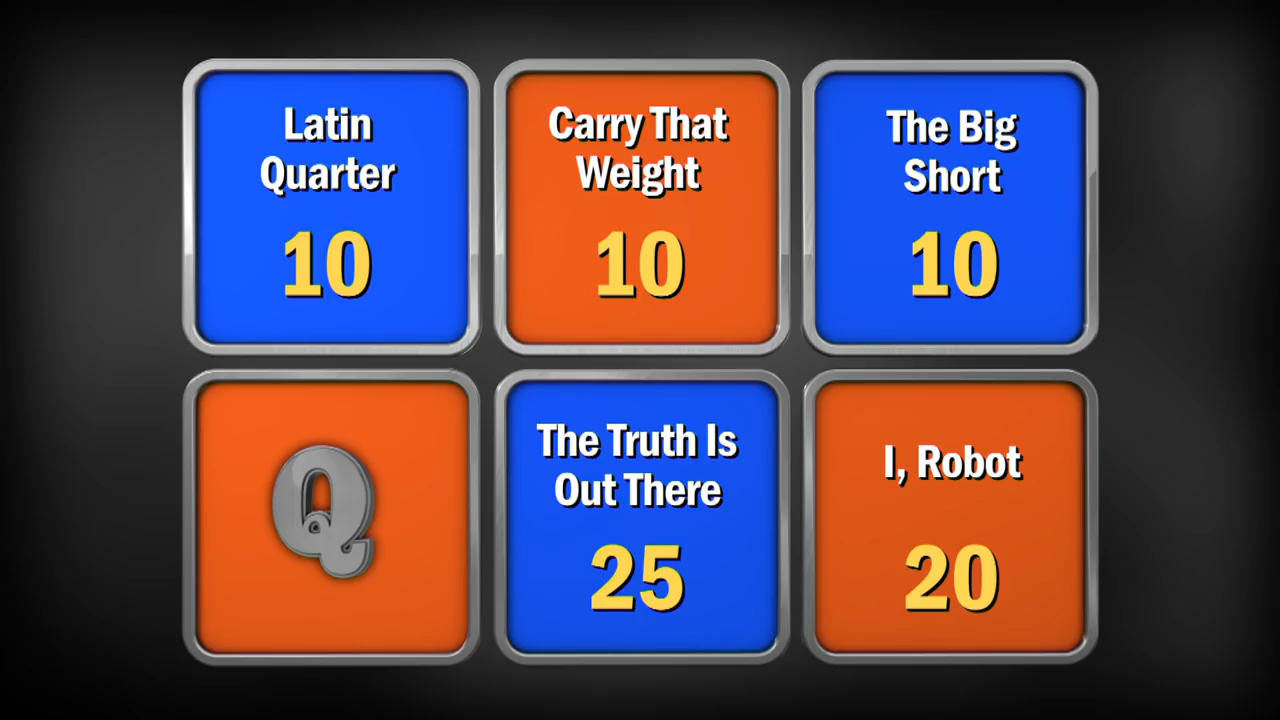 Latin
Quarter
10
Carry That
Weight
10
The Big
Short
10
Q
The Truth Is
Out There
25
I, Robot
20